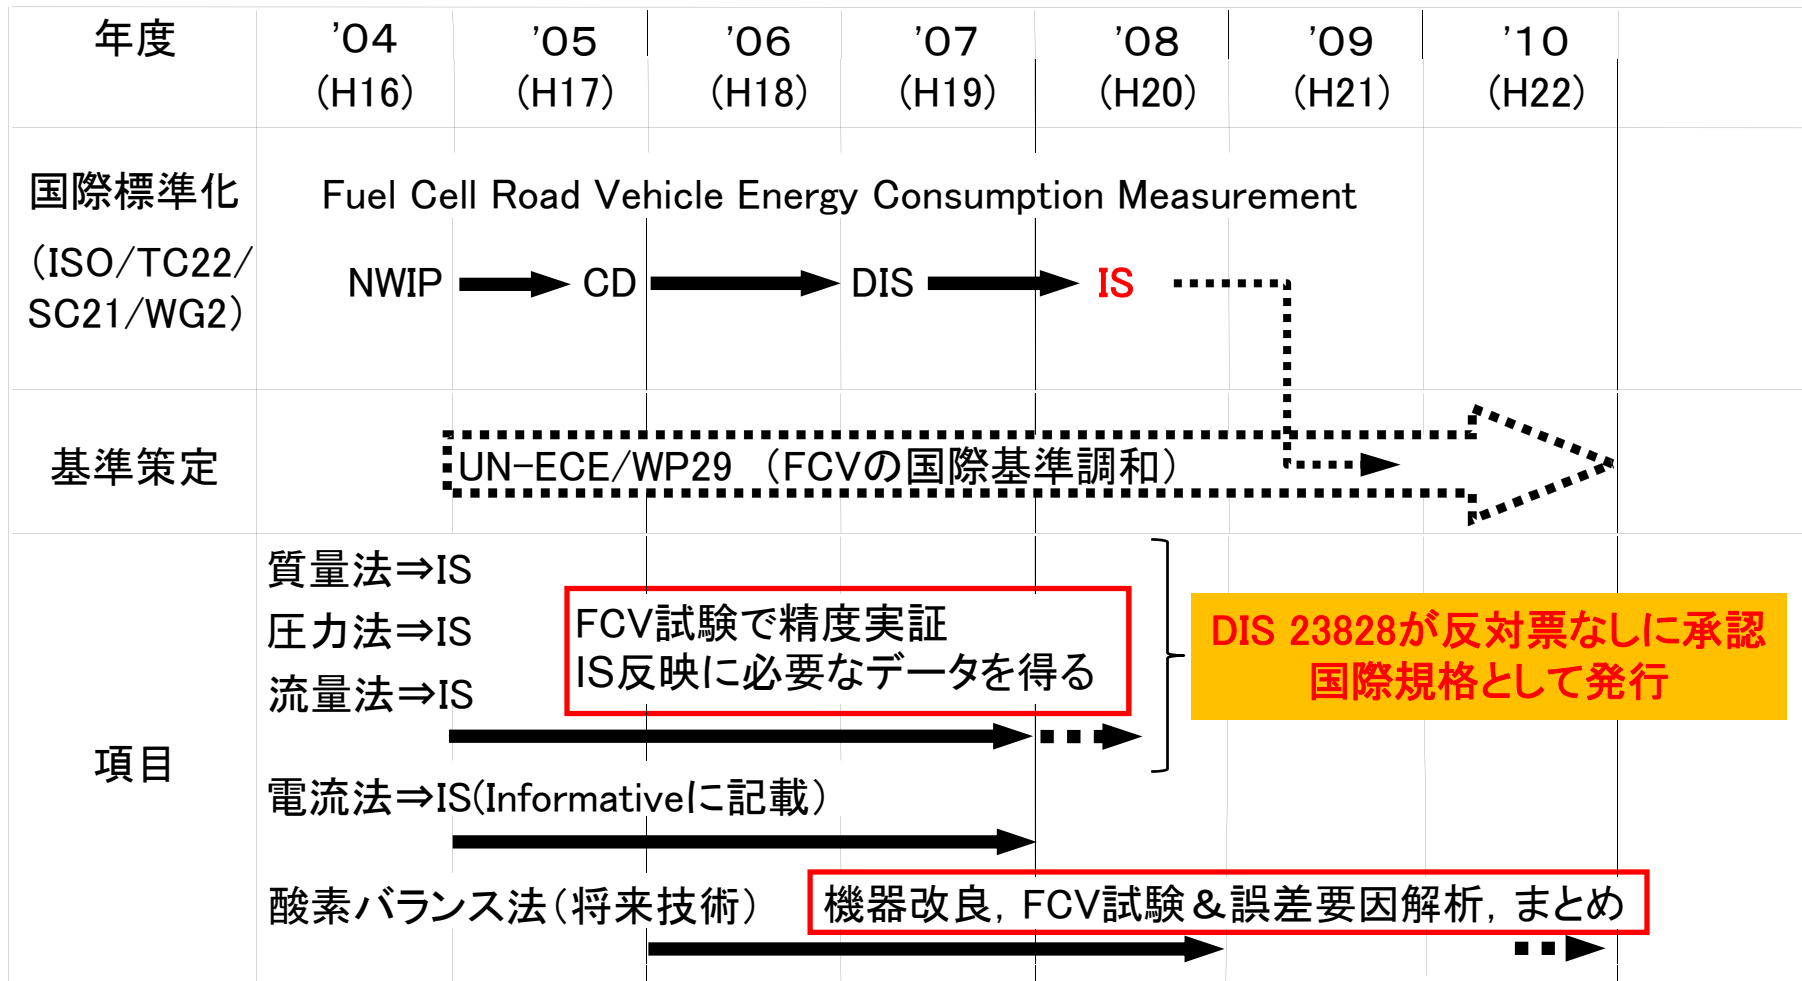 年度
'04
(H16)
'05
(H17)
'06
(H18)
'07
(H19)
'08
(H20)
'09
(H21)
'10
(H22)
国際標準化
(ISO/TC22/
SC21/WG2)
Fuel Cell Road Vehicle Energy Consumption Measurement
NWIP CD DIS IS
基準策定
UN-ECE/WP29 (FCVの国際基準調和)
項目
質量法⇒IS
圧力法⇒IS
流量法⇒IS
FCV試験で精度実証
IS反映に必要なデータを得る
DIS 23828が反対票なしに承認
国際規格として発行
電流法⇒IS(Informativeに記載)
酸素バランス法(将来技術)
機器改良, FCV試験&誤差要因解析, まとめ